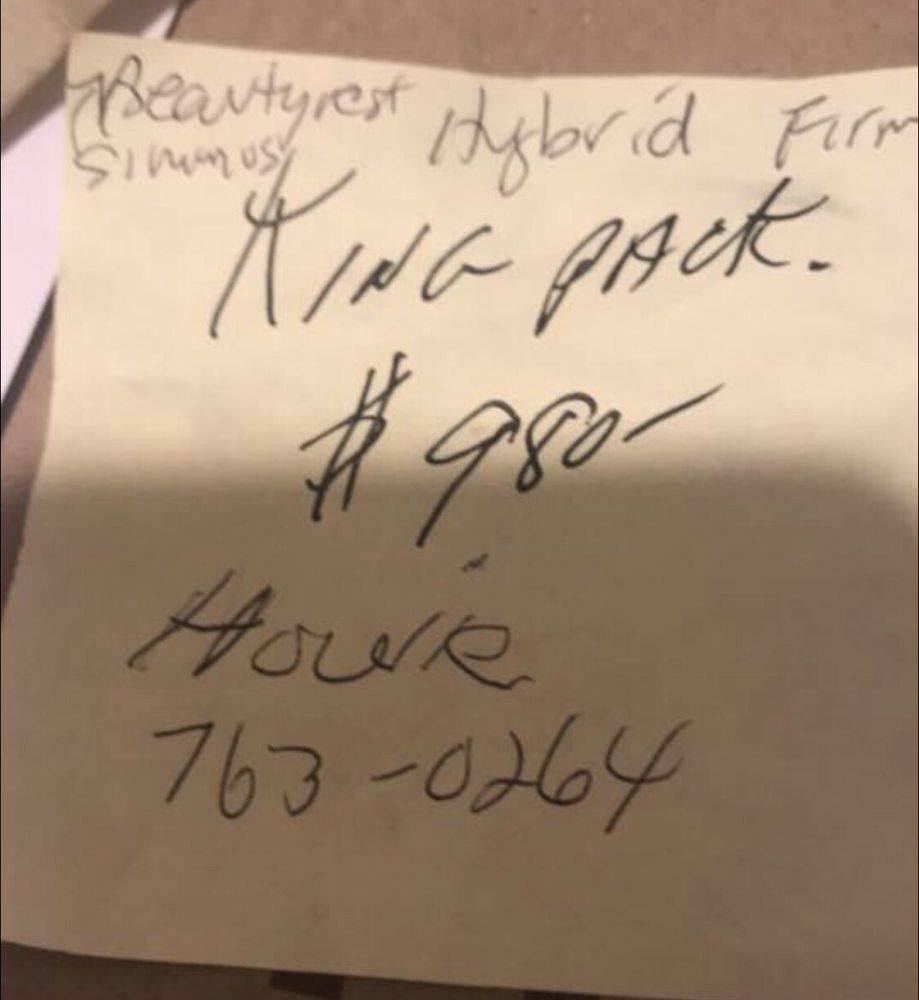 Beautyrest Hybrid Firm
Simmons
KING PACK.
$ 980-
Howie
763-0264